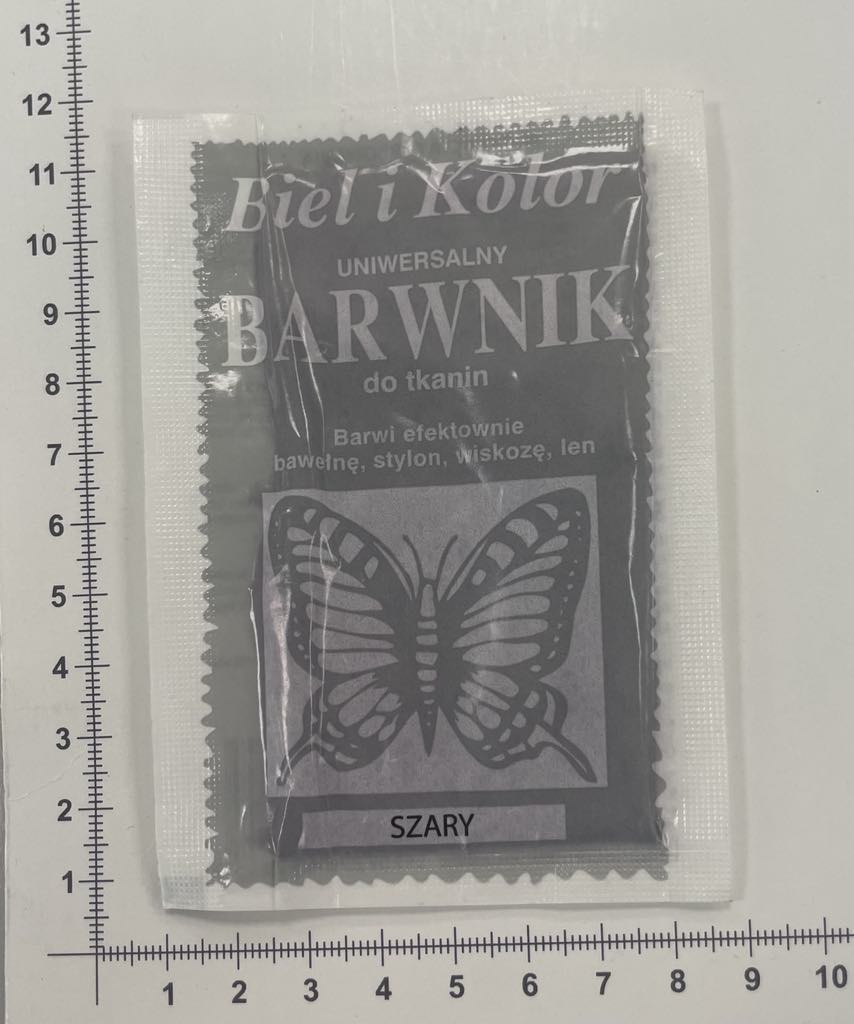 Biel i Kolor
UNIWERSALNY
BARWNIK
do tkanin
Barwi efektownie
bawełnę, stylon, wiskozę, len
SZARY
13
12
11
10
9
8
7
6
5
4
3
2
1
1 2 3 4 5 6 7 8 9 10